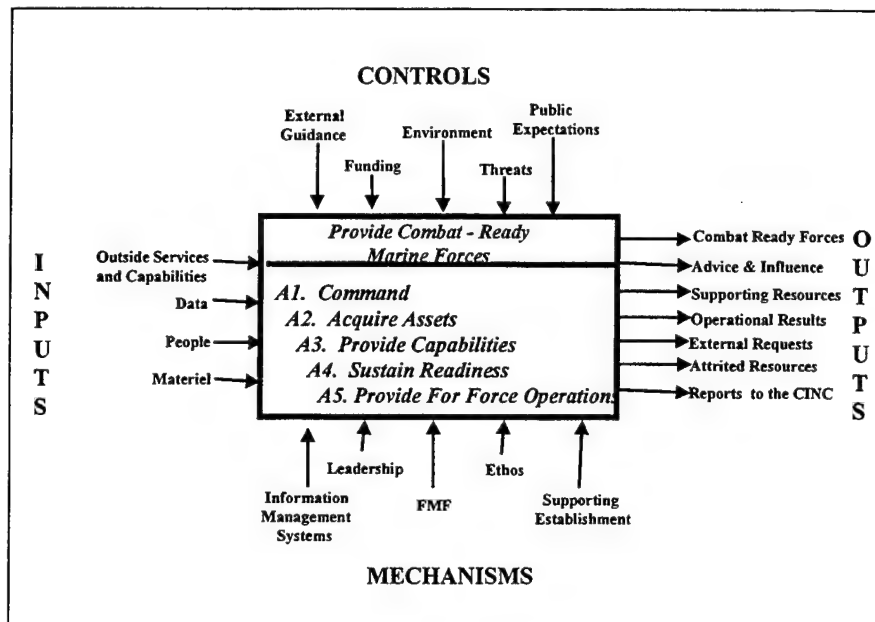 CONTROLS
External
Guidance
Funding
Environment
Threats
Public
Expectations
INPUTS
Outside Services
and Capabilities
Data
People
Materiel
Provide Combat - Ready
Marine Forces
A1. Command
A2. Acquire Assets
A3. Provide Capabilities
A4. Sustain Readiness
A5. Provide For Force Operations
Combat Ready Forces
Advice & Influence
Supporting Resources
Operational Results
External Requests
Attrited Resources
Reports to the CINC
OUTPUTS
Information
Management
Systems
Leadership
FMF
Ethos
Supporting
Establishment
MECHANISMS